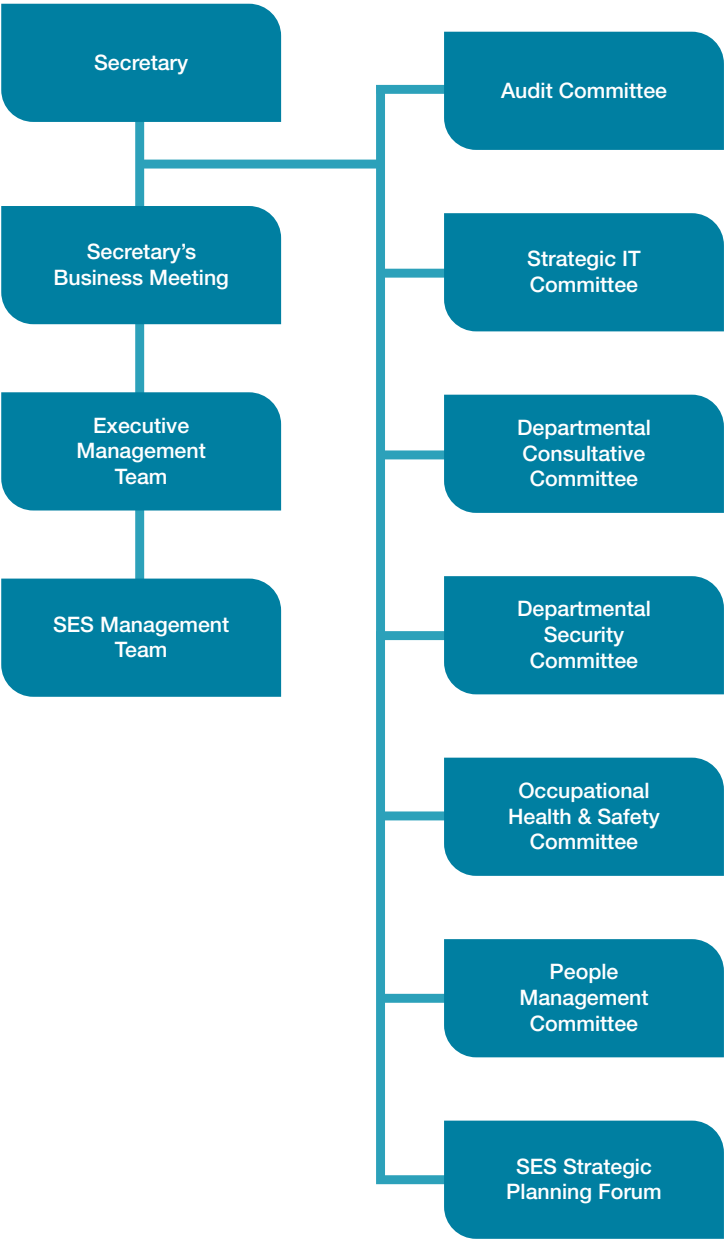 Secretary
Secretary’s
Business Meeting
Executive
Management
Team
SES Management
Team
Audit Committee
Strategic IT
Committee
Departmental
Consultative
Committee
Departmental
Security
Committee
Occupational
Health & Safety
Committee
People
Management
Committee
SES Strategic
Planning Forum